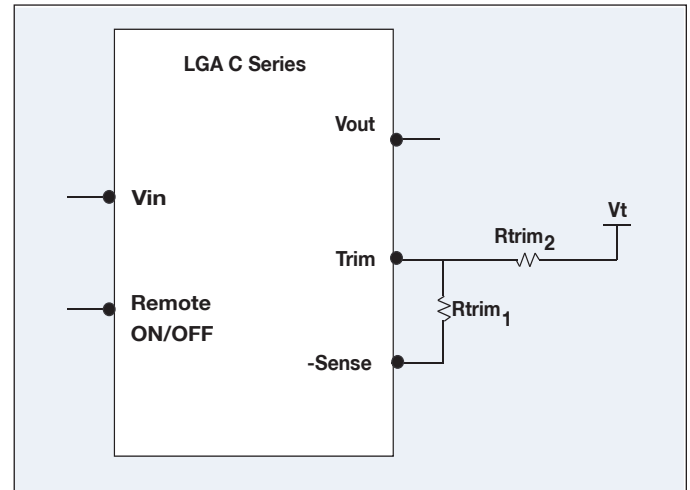 LGA C Series
Vout
Vin
Vt
Rtrim2
Trim
Remote
ON/OFF
Rtrim1
-Sense